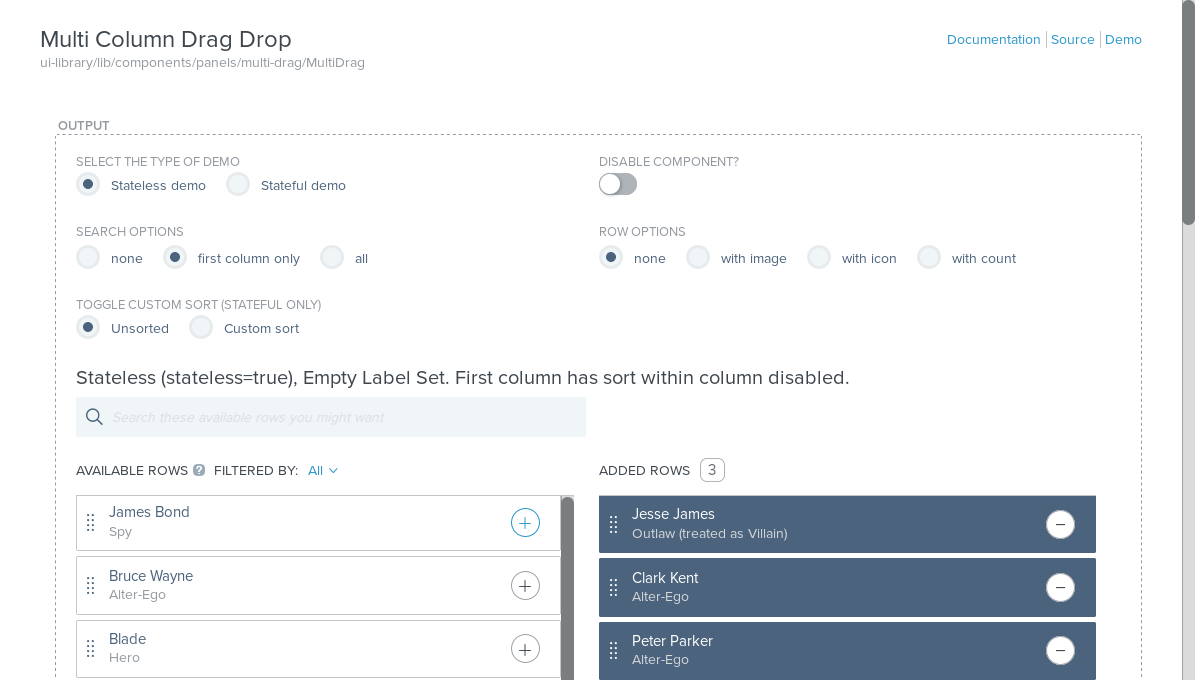 Multi Column Drag Drop
ui-library/lib/components/panels/multi-drag/MultiDrag
Documentation Source Demo
OUTPUT
SELECT THE TYPE OF DEMO
Stateless demo Stateful demo
DISABLE COMPONENT?
SEARCH OPTIONS
none first column only all
ROW OPTIONS
none with image with icon with count
TOGGLE CUSTOM SORT (STATEFUL ONLY)
Unsorted Custom sort
Stateless (stateless=true), Empty Label Set. First column has sort within column disabled.
Search these available rows you might want
AVAILABLE ROWS ? FILTERED BY: All
James Bond
Spy
Bruce Wayne
Alter-Ego
Blade
Hero
ADDED ROWS 3
Jesse James
Outlaw (treated as Villain)
Clark Kent
Alter-Ego
Peter Parker
Alter-Ego